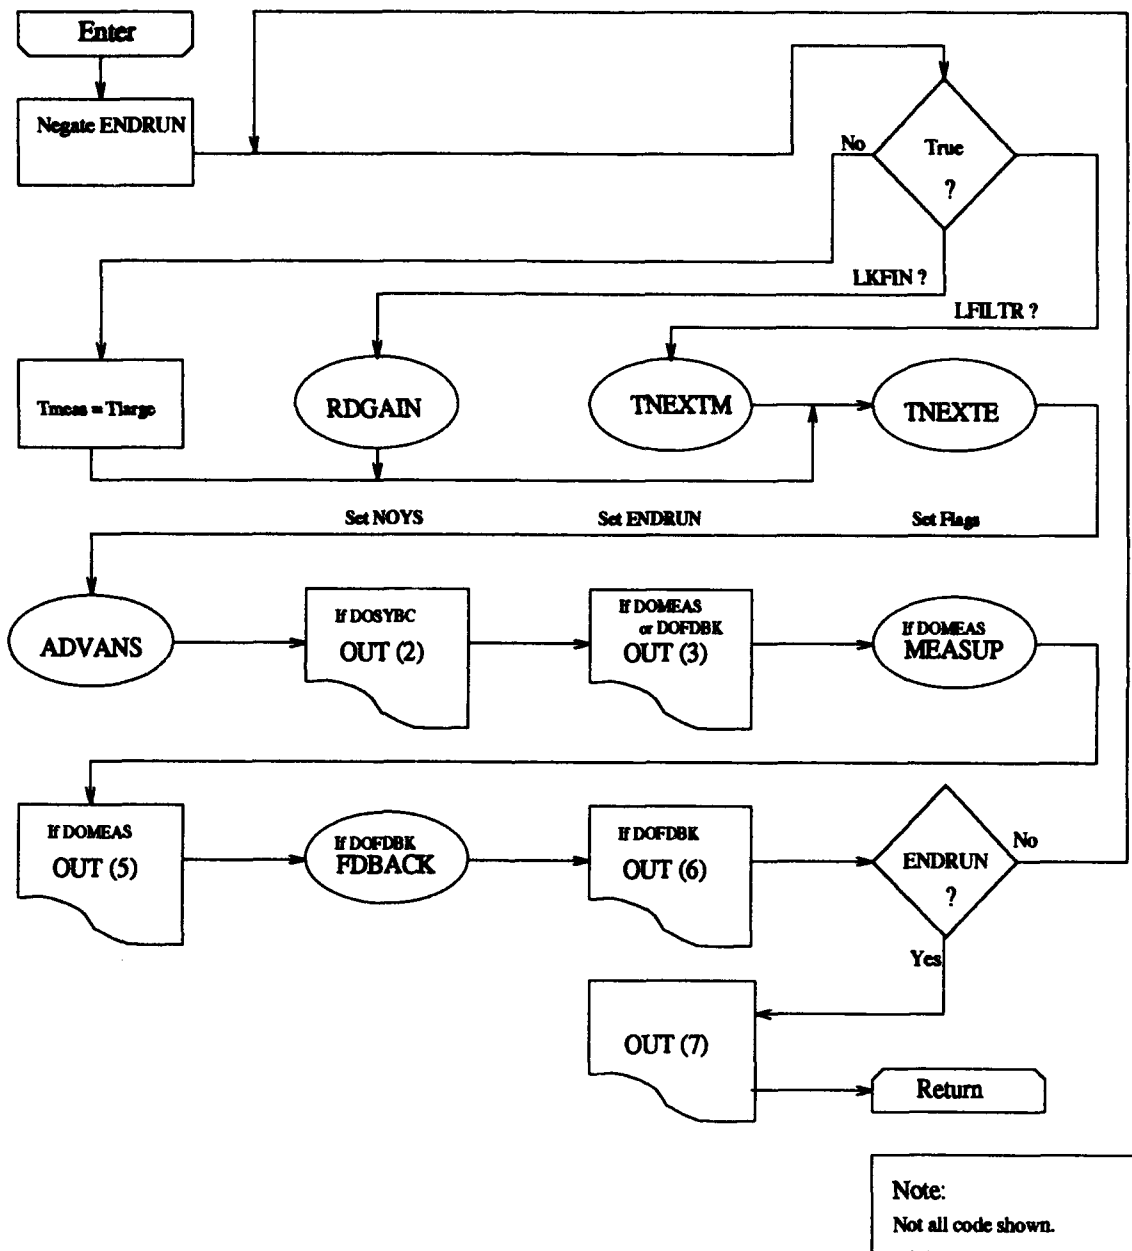 Enter
Negate ENDRUN
No
True
?
LKFIN ?
LFILTR ?
Tmeas = Tlarge
RDGAIN
TNEXTM
TNEXTE
Set NOYS
Set ENDRUN
Set Flags
ADVANS
If DOSYBC
OUT (2)
If DOMEAS
or DOFDBK
OUT (3)
If DOMEAS
MEASUP
If DOMEAS
OUT (5)
If DOFDBK
FDBACK
If DOFDBK
OUT (6)
ENDRUN
?
No
Yes
OUT (7)
Return
Note:
Not all code shown.